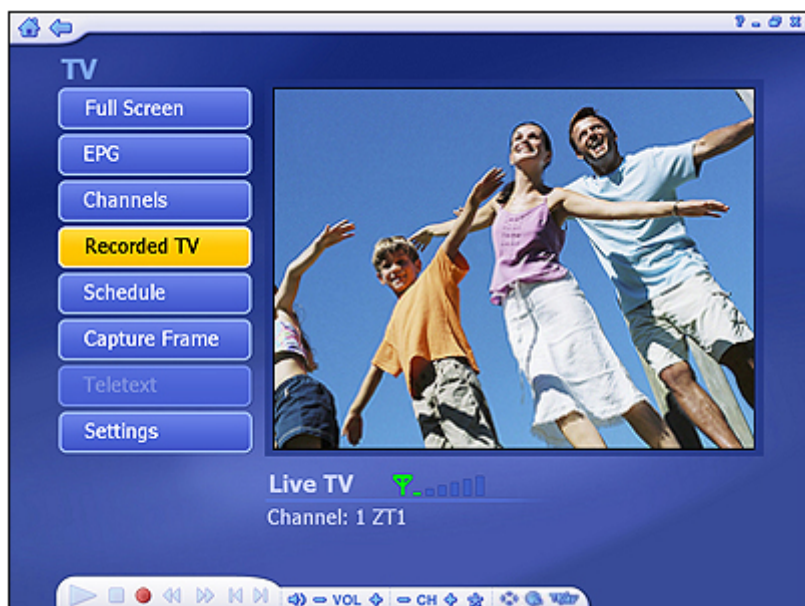 TV
Full Screen
EPG
Channels
Recorded TV
Schedule
Capture Frame
Teletext
Settings
Live TV
Channel: 1 ZT1
VOL
CH